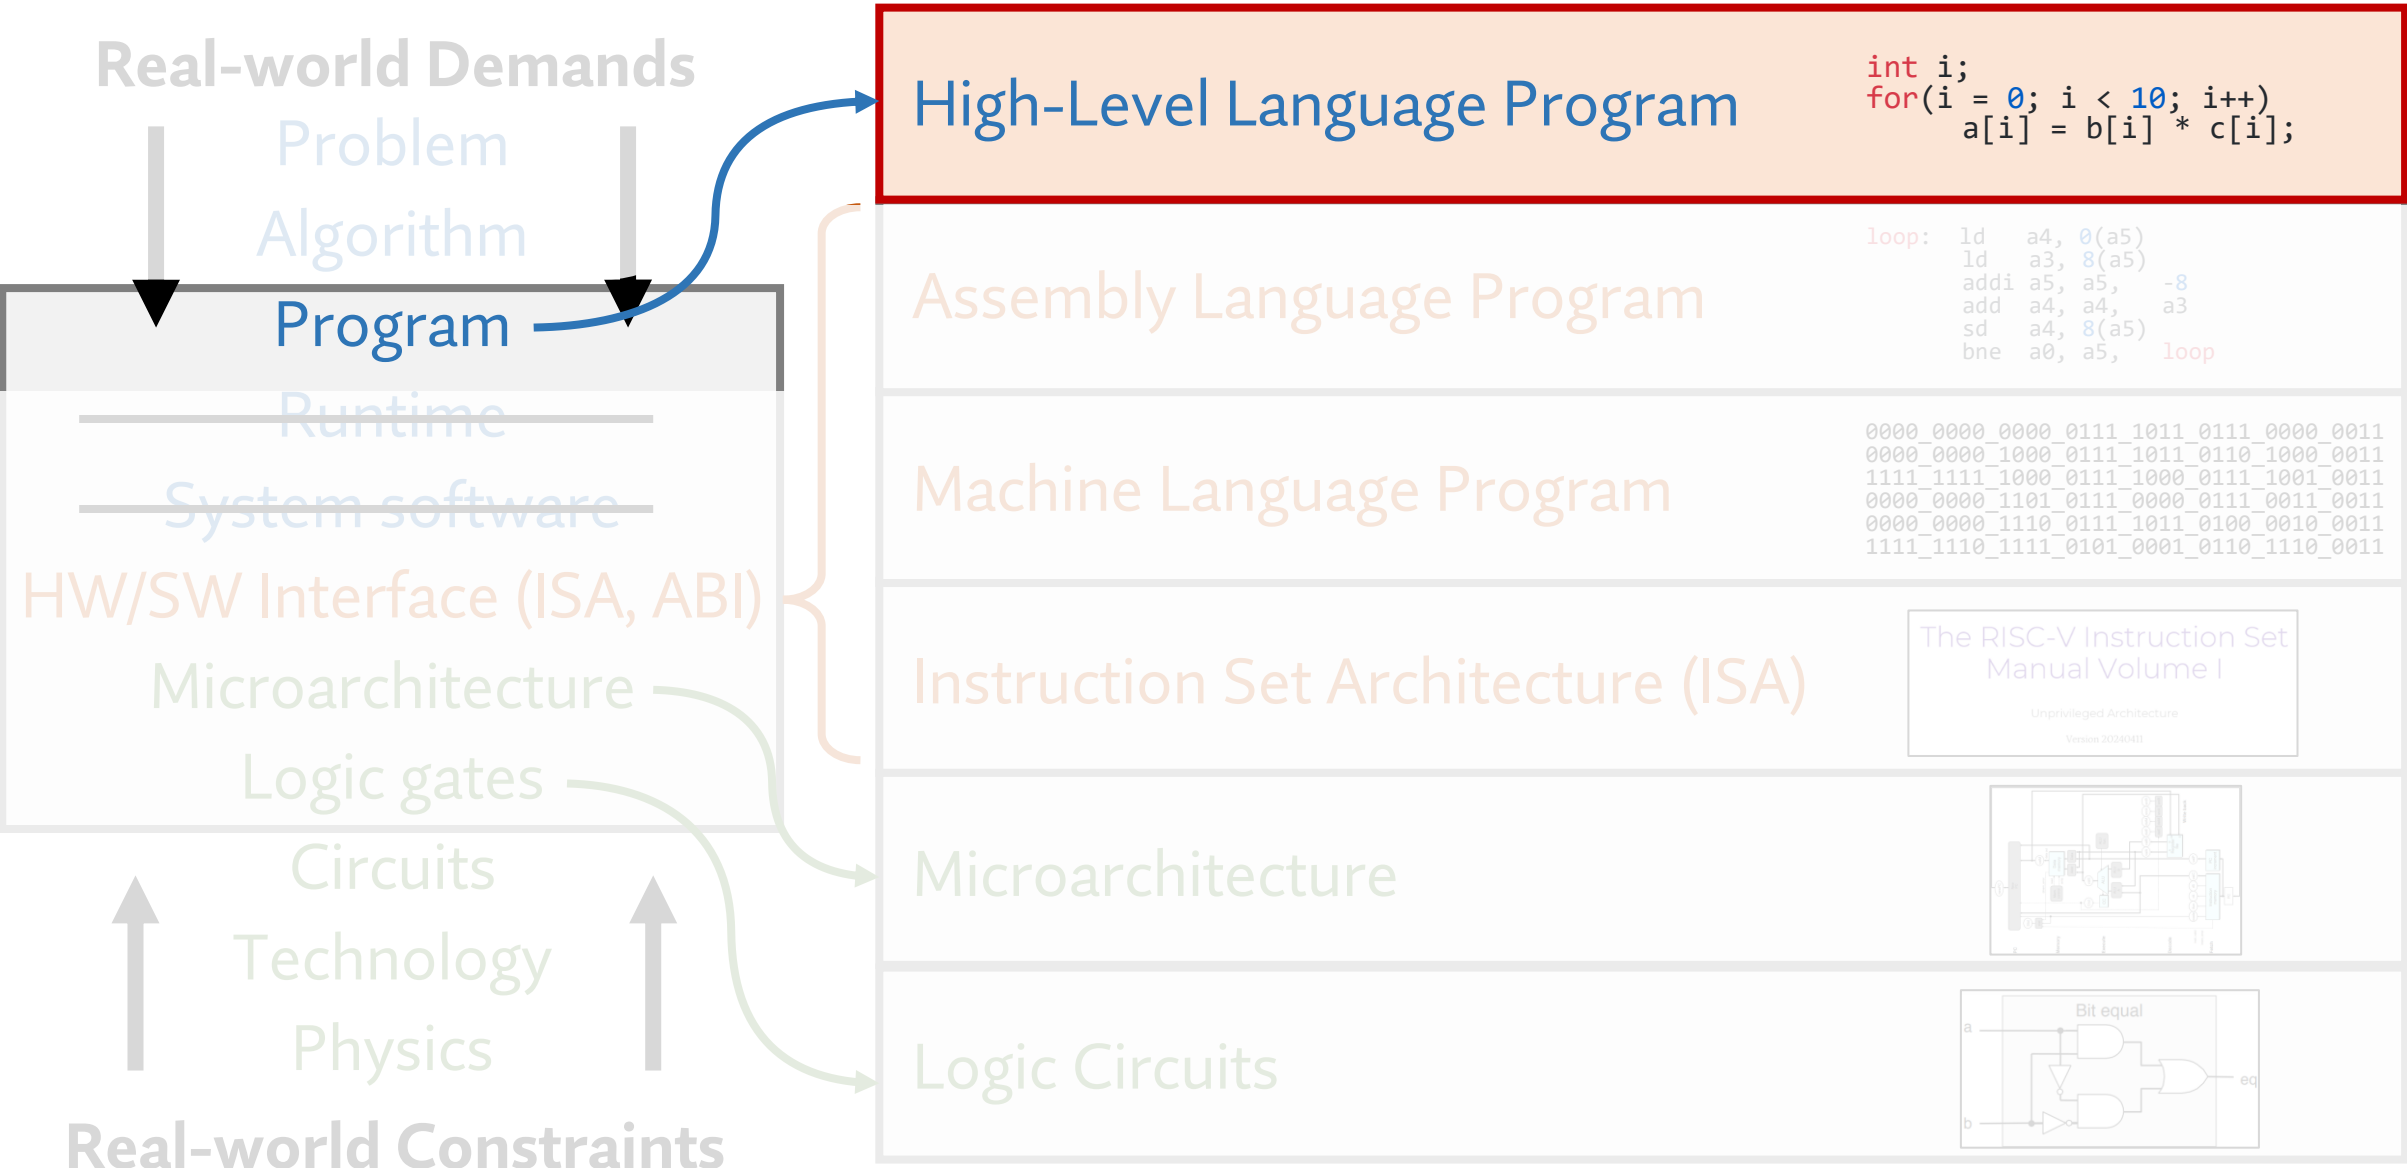 Real-world Demands
Problem
Algorithm
Program
Runtime
System software
HW/SW Interface (ISA, ABI)
Microarchitecture
Logic gates
Circuits
Technology
Physics
Real-world Constraints
High-Level Language Program
int i;
for(i = 0; i < 10; i++)
a[i] = b[i] * c[i];
Assembly Language Program
loop: ld a4, 0(a5)
ld a3, 8(a5)
addi a5, a5, -8
add a4, a4, a3
sd a4, 8(a5)
bne a0, a5, loop
Machine Language Program
0000_0000_0000_0111_1011_0111_0000_0011
0000_0000_1000_0111_1011_0110_1000_0011
1111_1111_1000_0111_1000_0111_1001_0011
0000_0000_1101_0111_0000_0111_0011_0011
0000_0000_1110_0111_1011_0100_0010_0011
1111_1110_1111_0101_0001_0110_1110_0011
Instruction Set Architecture (ISA)
The RISC-V Instruction Set
Manual Volume I
Unprivileged Architecture
Version 20240411
Microarchitecture
Logic Circuits
Bit equal
a
b
eq